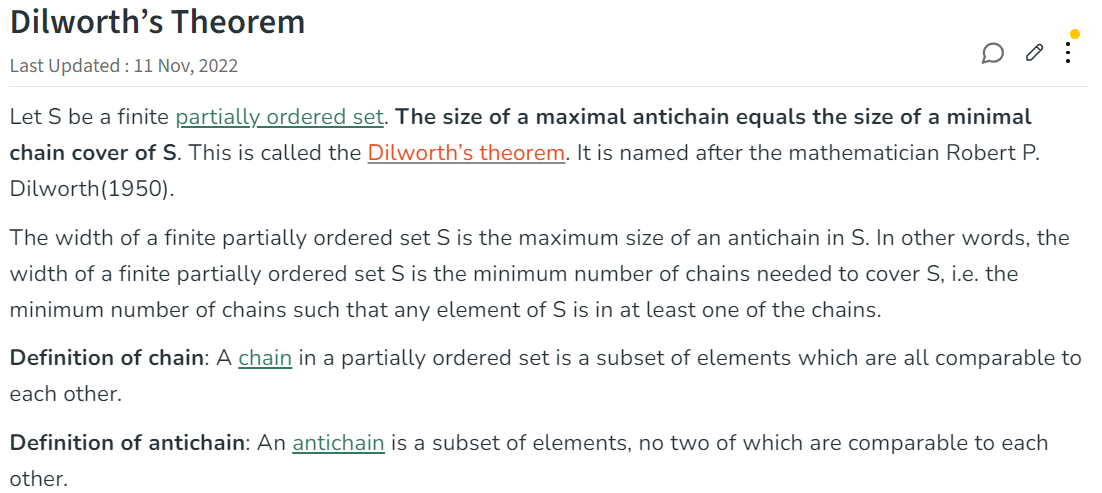 Dilworth’s Theorem
Last Updated : 11 Nov, 2022
Let S be a finite partially ordered set. The size of a maximal antichain equals the size of a minimal
chain cover of S. This is called the Dilworth’s theorem. It is named after the mathematician Robert P.
Dilworth(1950).
The width of a finite partially ordered set S is the maximum size of an antichain in S. In other words, the
width of a finite partially ordered set S is the minimum number of chains needed to cover S, i.e. the
minimum number of chains such that any element of S is in at least one of the chains.
Definition of chain: A chain in a partially ordered set is a subset of elements which are all comparable to
each other.
Definition of antichain: An antichain is a subset of elements, no two of which are comparable to each
other.